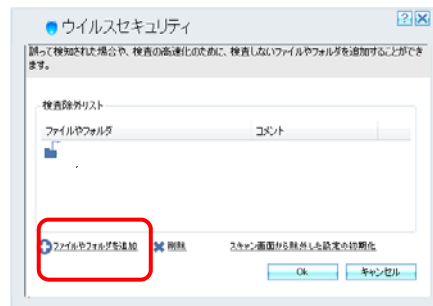 ウイルスセキュリティ
誤って検知された場合や、検査の高速化のために、検査しないファイルやフォルダを追加することができ
ます。
検査除外リスト
ファイルやフォルダ
コメント
ファイルやフォルダを追加
削除
スキャン画面から除外した設定の初期化
Ok
キャンセル